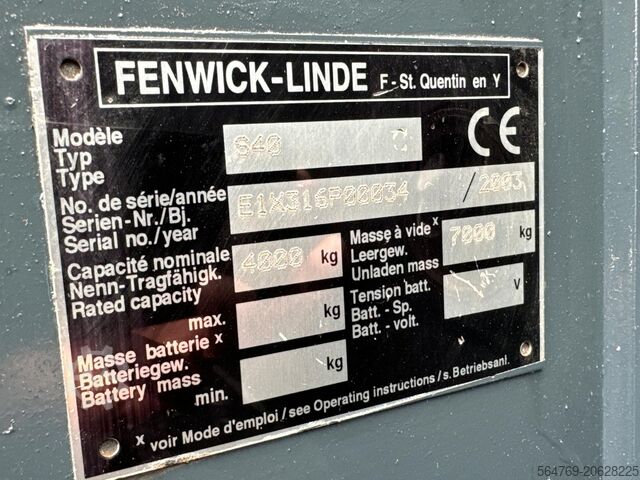 FENWICK-LINDE F - St. Quentin en Y
Modèle
Typ
Type
S40
CE
No. de série/année
Serien-Nr./Bj.
Serial no./year
E1X316P00034 / 2003
Capacité nominale
Nenn-Tragfähigk.
Rated capacity
4000 kg
Masse à vide x
Leergew.
Unladen mass
7000 kg
max. kg
Masse batterie x
Batteriegew.
Battery mass
min. kg
Tension batt.
Batt. - Sp.
Batt. - volt.
V
x voir Mode d'emploi / see Operating instructions / s. Betriebsanl.
564769-20628225